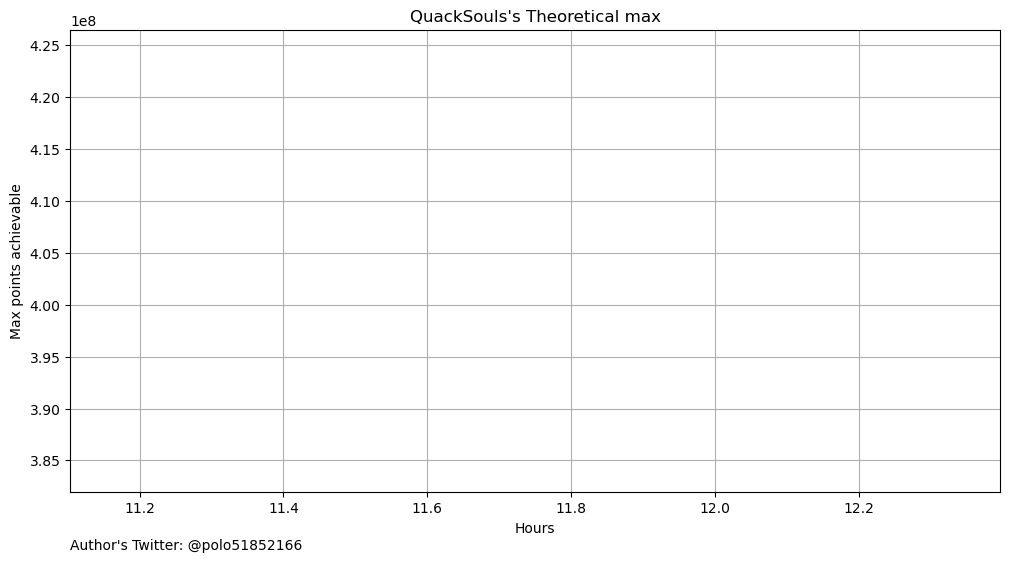 QuackSouls's Theoretical max
1e8
4.25
4.20
4.15
4.10
4.05
4.00
3.95
3.90
3.85
Max points achievable
11.2 11.4 11.6 11.8 12.0 12.2
Hours
Author's Twitter: @polo51852166